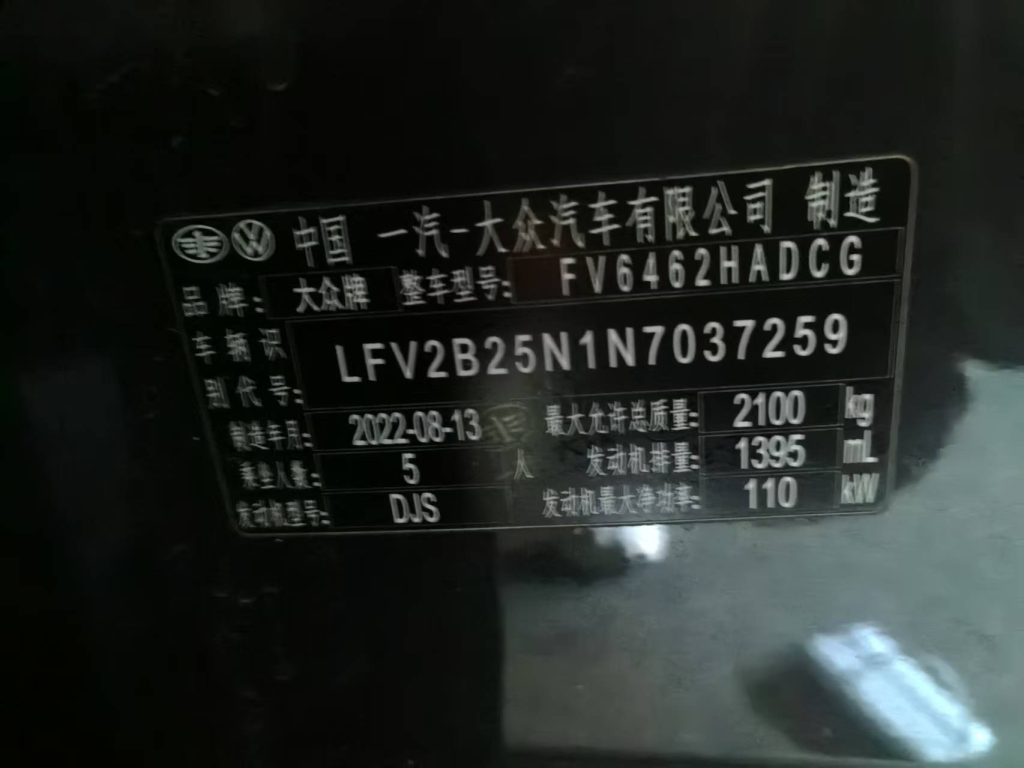 中国 一汽-大众汽车有限公司 制造
品牌: 大众牌 整车型号: FV6462HADCG
车辆识别代号: LFV2B25N1N7037259
制造年月: 2022-08-13 最大允许总质量: 2100 kg
乘坐人数: 5 人 发动机排量: 1395 mL
发动机型号: DJS 发动机最大净功率: 110 kW